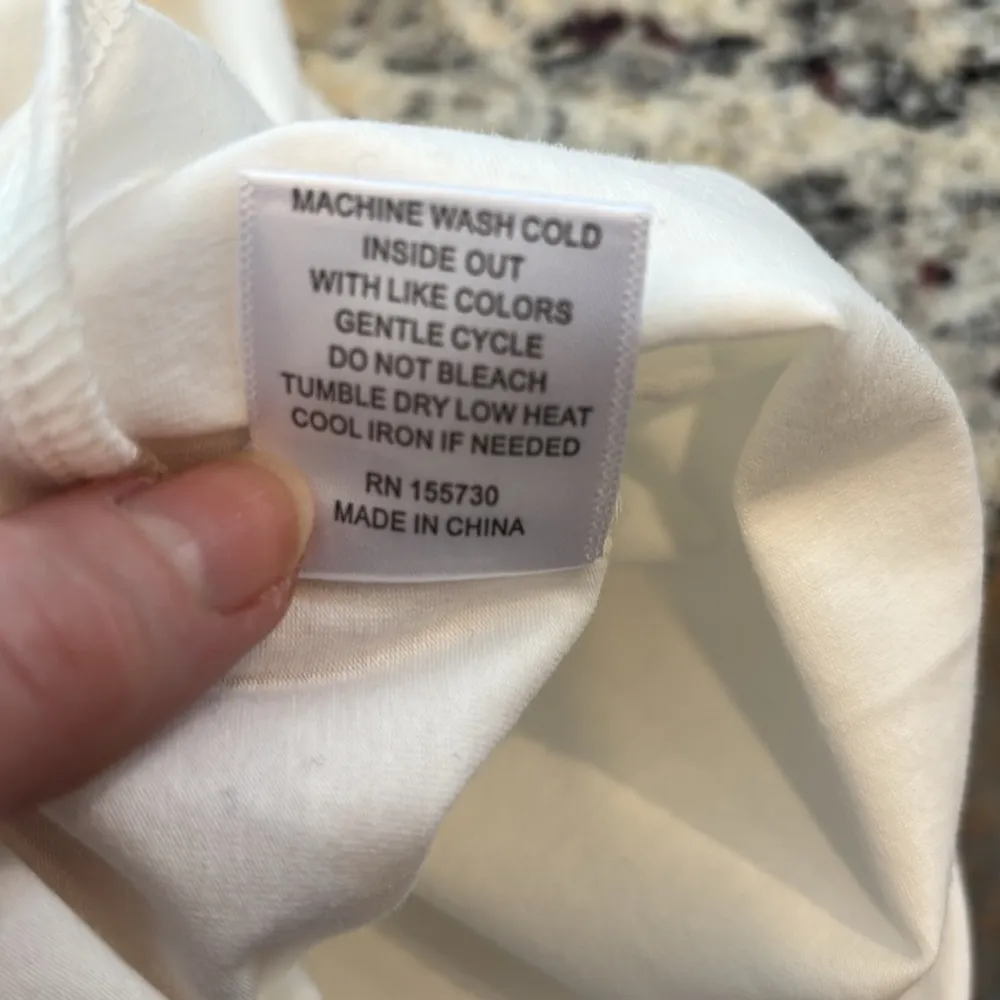 MACHINE WASH COLD
INSIDE OUT
WITH LIKE COLORS
GENTLE CYCLE
DO NOT BLEACH
TUMBLE DRY LOW HEAT
COOL IRON IF NEEDED
RN 155730
MADE IN CHINA